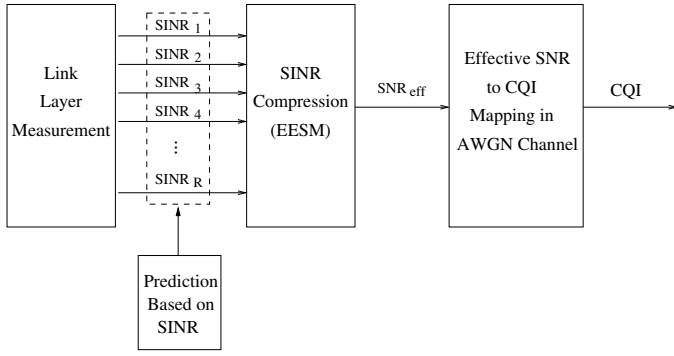 Link
Layer
Measurement
SINR 1
SINR 2
SINR 3
SINR 4
...
SINR R
Prediction
Based on
SINR
SINR
Compression
(EESM)
SNR eff
Effective SNR
to CQI
Mapping in
AWGN Channel
CQI